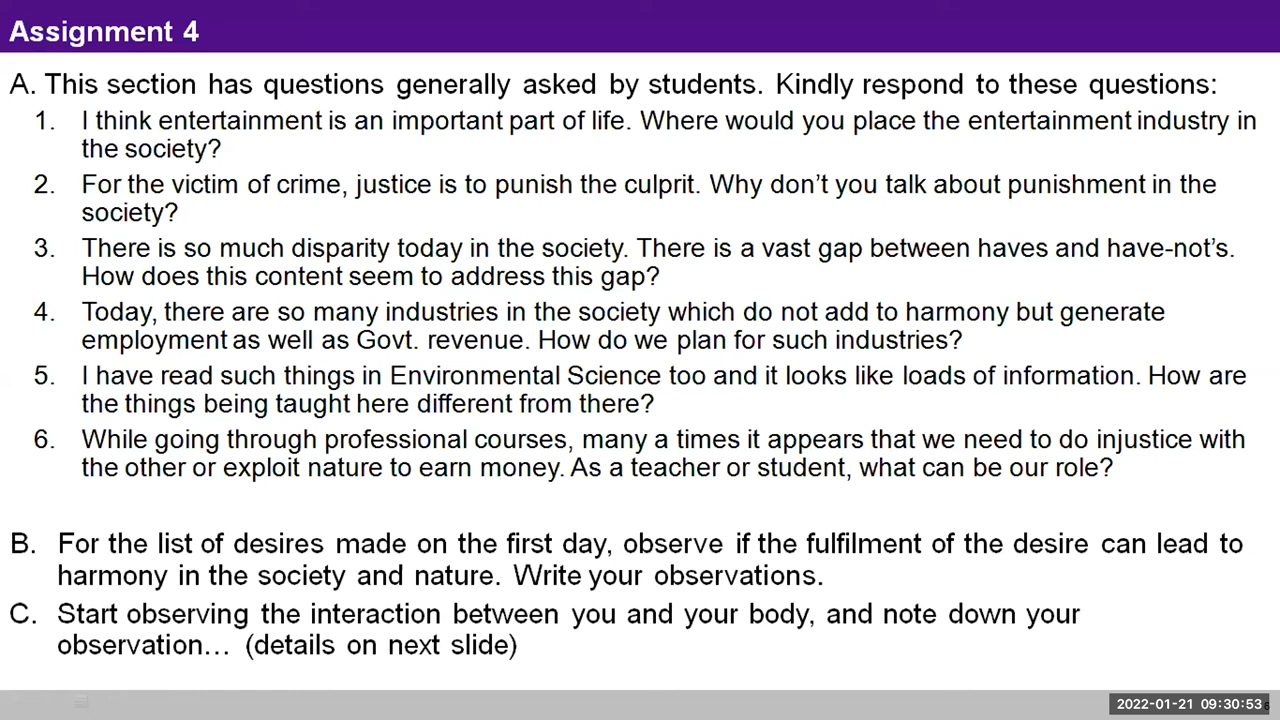 Assignment 4
A. This section has questions generally asked by students. Kindly respond to these questions:
1. I think entertainment is an important part of life. Where would you place the entertainment industry in
the society?
2. For the victim of crime, justice is to punish the culprit. Why don't you talk about punishment in the
society?
3. There is so much disparity today in the society. There is a vast gap between haves and have-not's.
How does this content seem to address this gap?
4. Today, there are so many industries in the society which do not add to harmony but generate
employment as well as Govt. revenue. How do we plan for such industries?
5. I have read such things in Environmental Science too and it looks like loads of information. How are
the things being taught here different from there?
6. While going through professional courses, many a times it appears that we need to do injustice with
the other or exploit nature to earn money. As a teacher or student, what can be our role?
B. For the list of desires made on the first day, observe if the fulfilment of the desire can lead to
harmony in the society and nature. Write your observations.
C. Start observing the interaction between you and your body, and note down your
observation… (details on next slide)
2022-01-21 09:30:53